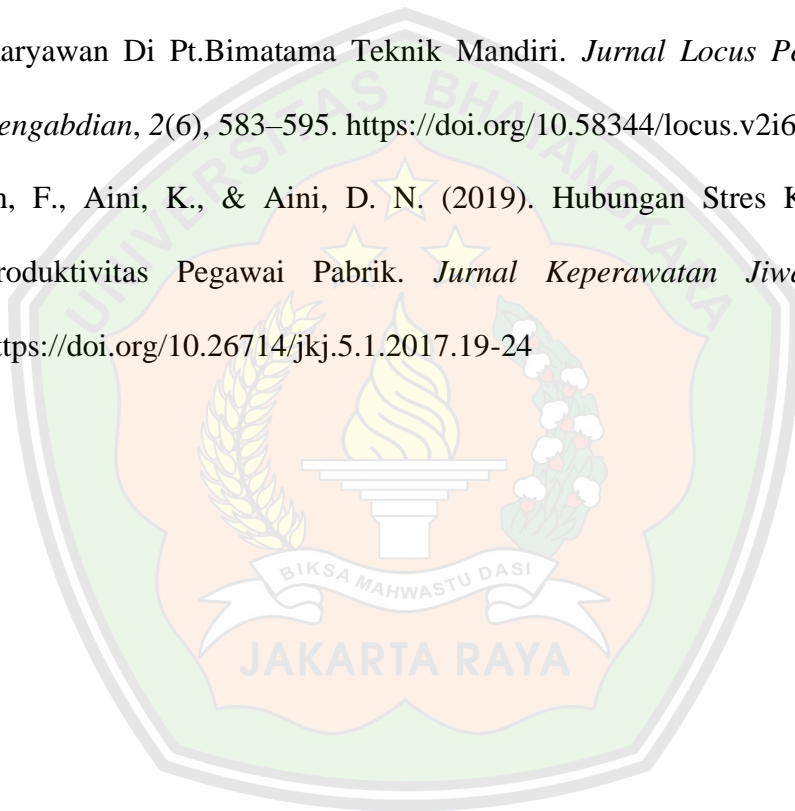 aryawan Di Pt.Bimatama Teknik Mandiri. Jurnal Locus Pe
engabdian, 2(6), 583–595. https://doi.org/10.58344/locus.v2i6
n, F., Aini, K., & Aini, D. N. (2019). Hubungan Stres K
roduktivitas Pegawai Pabrik. Jurnal Keperawatan Jiwa
ttps://doi.org/10.26714/jkj.5.1.2017.19-24
UNIVERSITAS BHAYANGKARA
BIKSA MAHWASTU DASI
JAKARTA RAYA